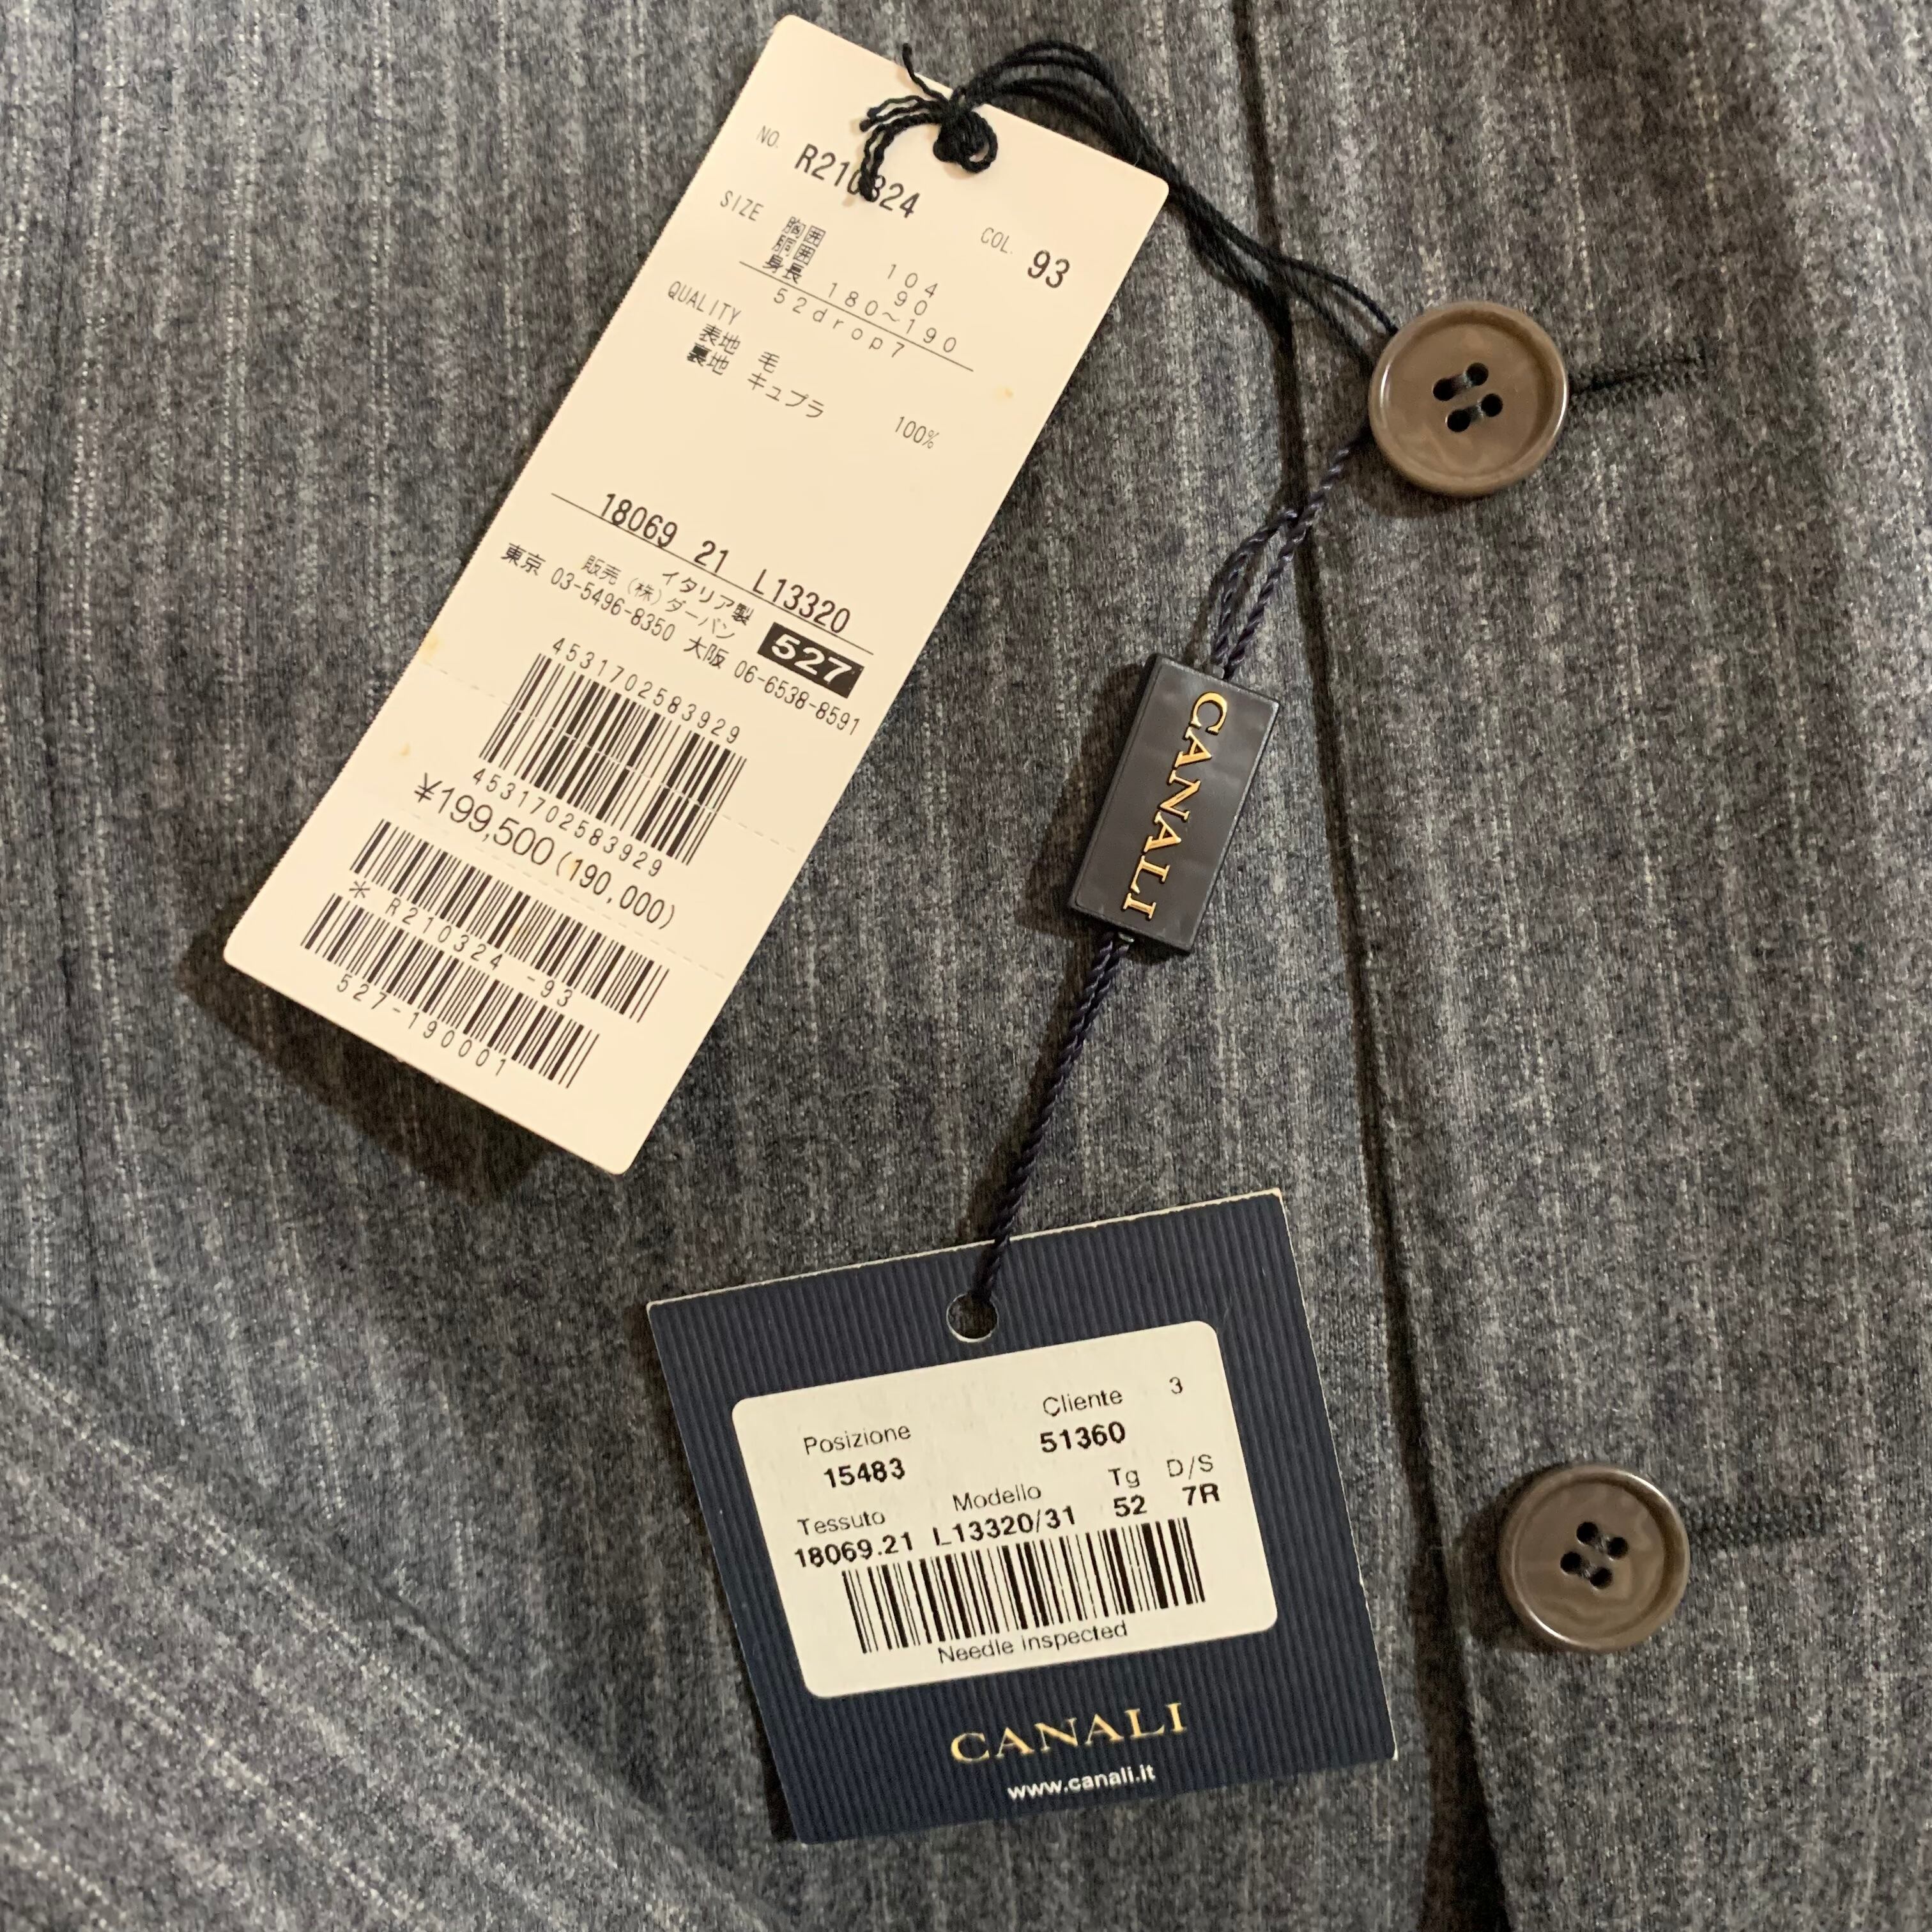 NO. R210324
COL. 93
SIZE 胸囲 104
胴囲 90
身長 180~190
52drop7
QUALITY
表地 毛 100%
裏地 キュプラ
18069 21 L13320
イタリア製
販売 (株)ダーバン 527
東京 03-5496-8350 大阪 06-6538-8591
4531702583929
4531702583929
¥199,500(190,000)
* R210324 -93
527-190001
CANALI
Posizione Cliente 3
15483 51360
Tessuto Modello Tg D/S
18069.21 L13320/31 52 7R
Needle inspected
CANALI
www.canali.it